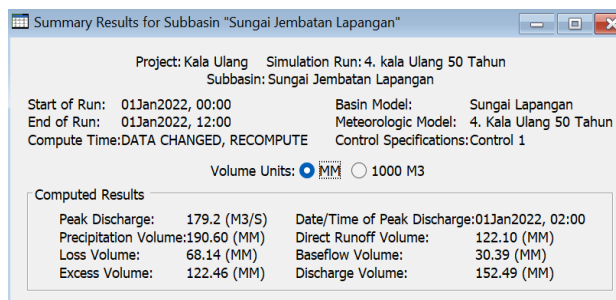 Summary Results for Subbasin "Sungai Jembatan Lapangan"
Project: Kala Ulang Simulation Run: 4. kala Ulang 50 Tahun
Subbasin: Sungai Jembatan Lapangan
Start of Run: 01Jan2022, 00:00 Basin Model: Sungai Lapangan
End of Run: 01Jan2022, 12:00 Meteorologic Model: 4. Kala Ulang 50 Tahun
Compute Time:DATA CHANGED, RECOMPUTE Control Specifications:Control 1
Volume Units: MM 1000 M3
Computed Results
Peak Discharge: 179.2 (M3/S) Date/Time of Peak Discharge:01Jan2022, 02:00
Precipitation Volume:190.60 (MM) Direct Runoff Volume: 122.10 (MM)
Loss Volume: 68.14 (MM) Baseflow Volume: 30.39 (MM)
Excess Volume: 122.46 (MM) Discharge Volume: 152.49 (MM)